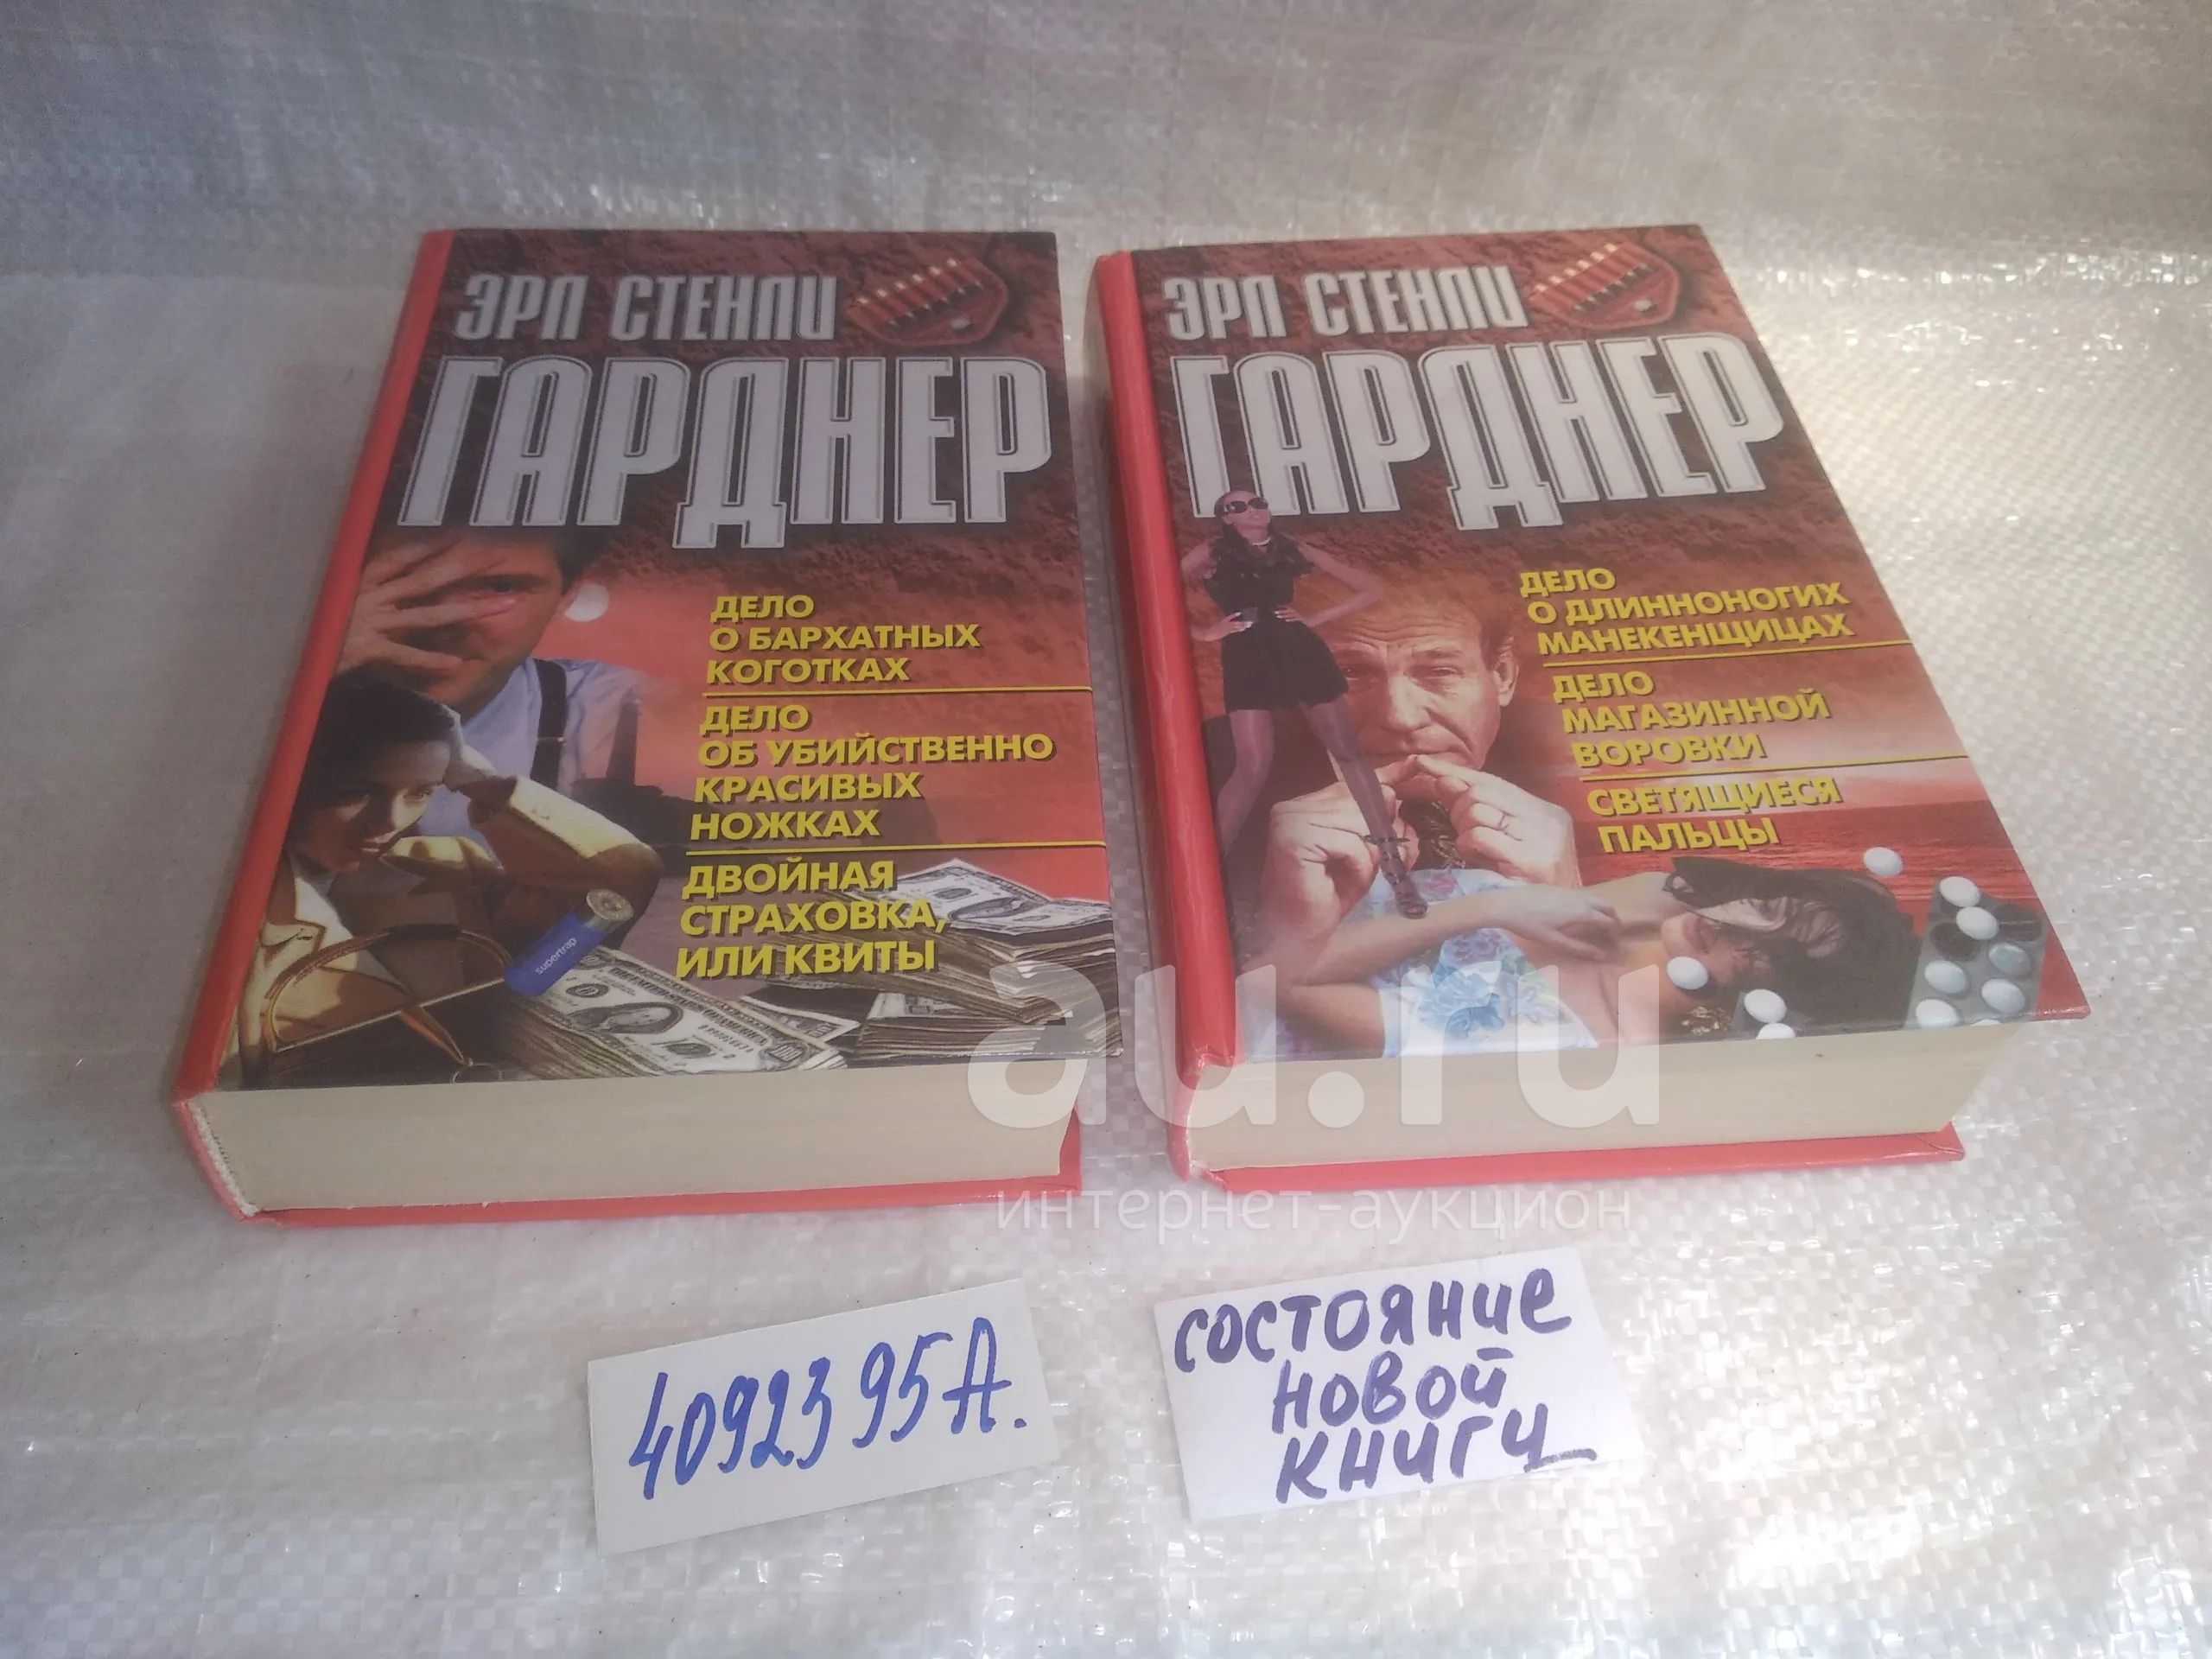 ЭРЛ СТЕНЛИ
ГАРДНЕР
ДЕЛО
О БАРХАТНЫХ
КОГОТКАХ
ДЕЛО
ОБ УБИЙСТВЕННО
КРАСИВЫХ
НОЖКАХ
ДВОЙНАЯ
СТРАХОВКА,
ИЛИ КВИТЫ
supertrap
ЭРЛ СТЕНЛИ
ГАРДНЕР
ДЕЛО
О ДЛИННОНОГИХ
МАНЕКЕНЩИЦАХ
ДЕЛО
МАГАЗИННОЙ
ВОРОВКИ
СВЕТЯЩИЕСЯ
ПАЛЬЦЫ
au.ru
интернет-аукцион
4092395А.
состояние
новой
книги